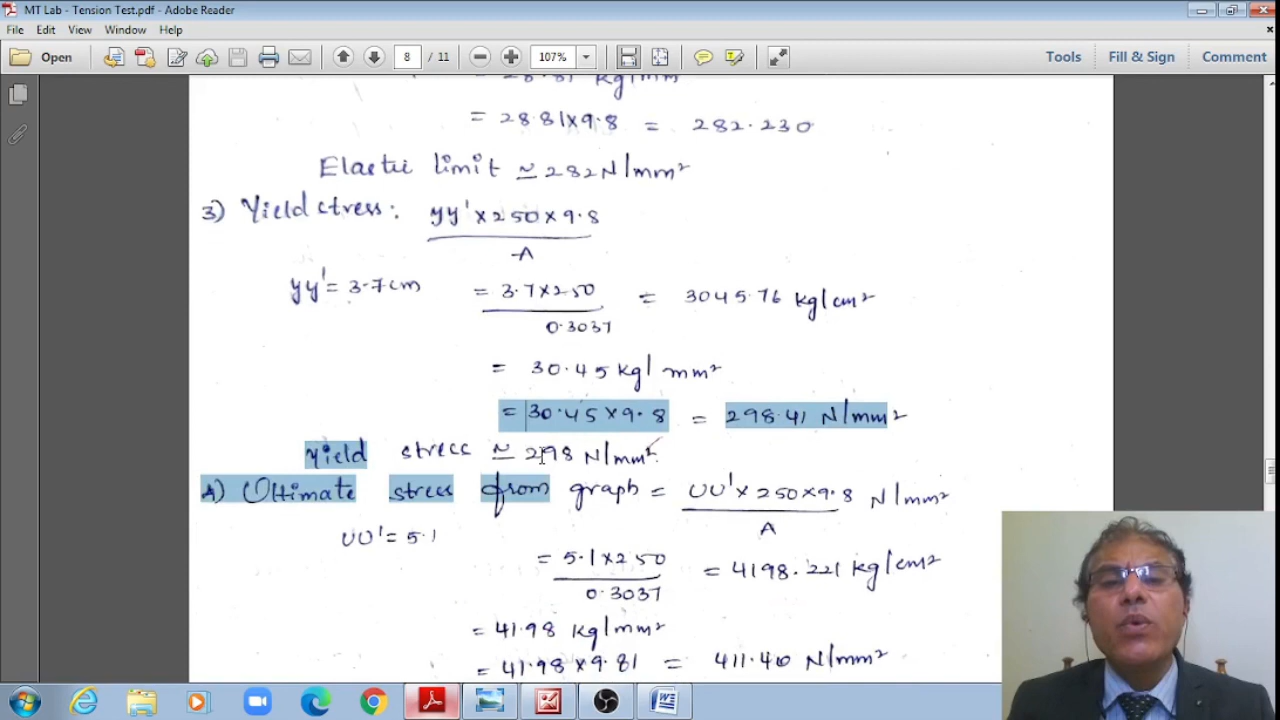 MT Lab - Tension Test.pdf - Adobe Reader
File Edit View Window Help
Open 8 / 11 107% Tools Fill & Sign Comment
= 28.81 kg/mm
= 28.81×9.8 = 282.230
Elastic limit ≃ 282 N/mm²
3) Yield stress: yy'×250×9.8
A
yy' = 3.7cm = 3.7×250 = 3045.76 kg/cm²
0.3037
= 30.45 kg/mm²
= 30.45×9.8 = 298.41 N/mm²
Yield stress ≃ 298 N/mm².
4) Ultimate stress from graph = UU'×250×9.8 N/mm²
A
UU' = 5.1
= 5.1×250 = 4198.221 kg/cm²
0.3037
= 41.98 kg/mm²
= 41.98×9.81 = 411.40 N/mm²